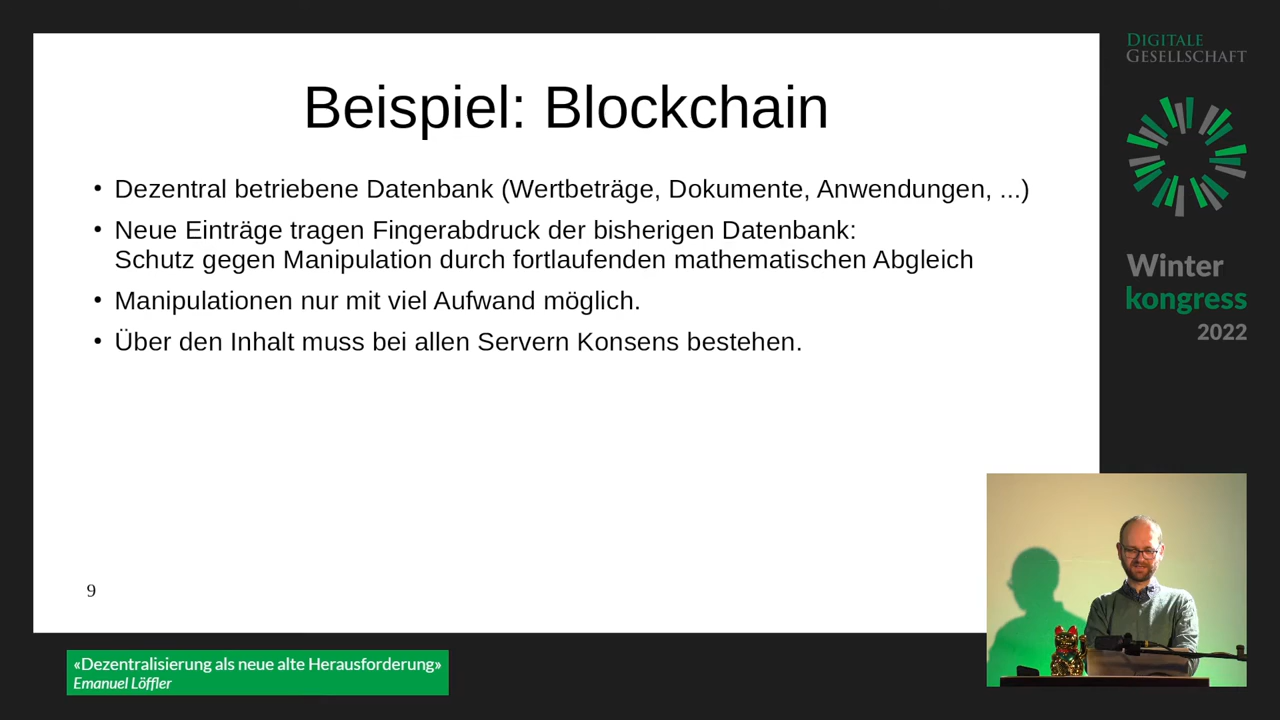 Beispiel: Blockchain
• Dezentral betriebene Datenbank (Wertbeträge, Dokumente, Anwendungen, ...)
• Neue Einträge tragen Fingerabdruck der bisherigen Datenbank:
Schutz gegen Manipulation durch fortlaufenden mathematischen Abgleich
• Manipulationen nur mit viel Aufwand möglich.
• Über den Inhalt muss bei allen Servern Konsens bestehen.
9
DIGITALE
GESELLSCHAFT
Winter
kongress
2022
«Dezentralisierung als neue alte Herausforderung»
Emanuel Löffler